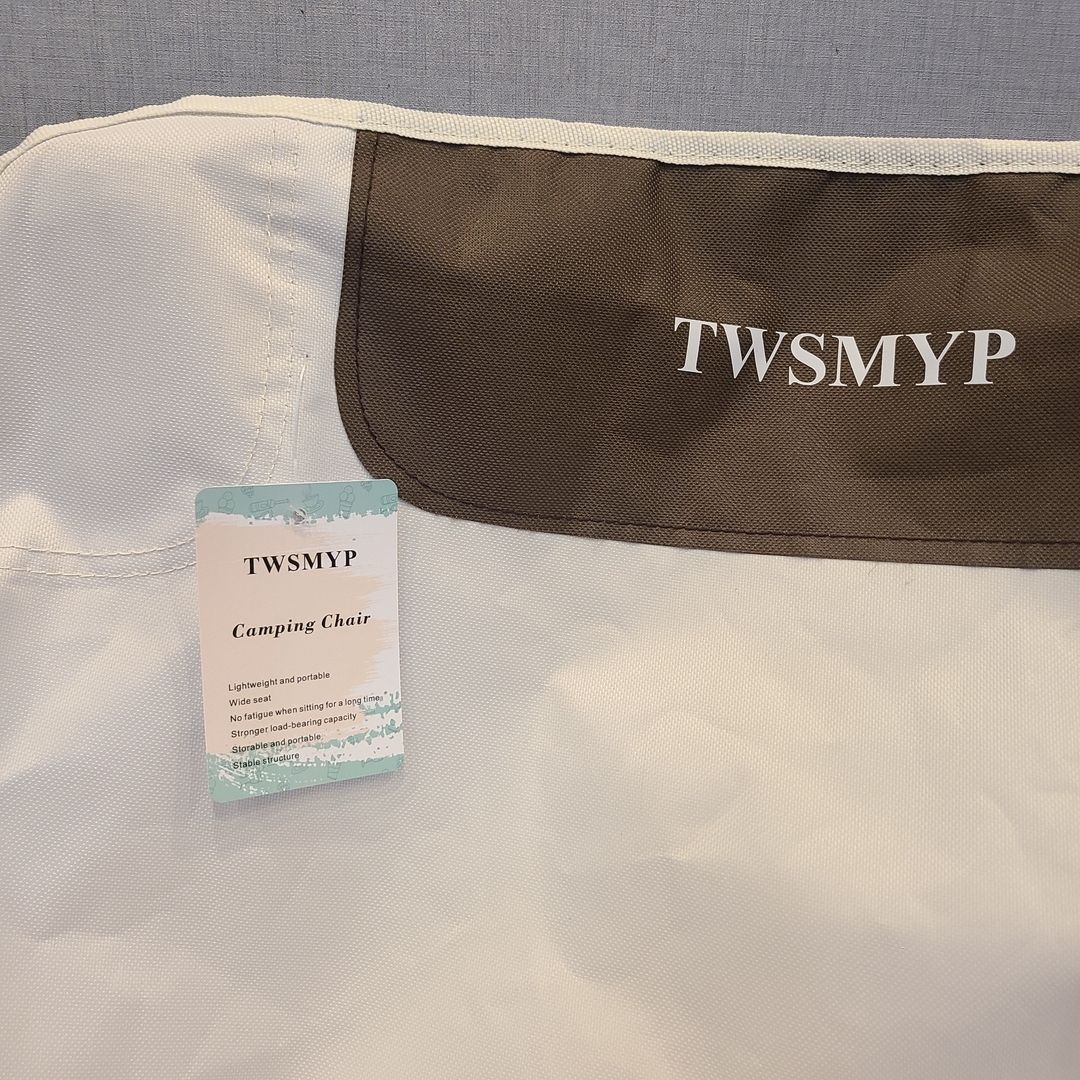 TWSMYP
TWSMYP
Camping Chair
Lightweight and portable
Wide seat
No fatigue when sitting for a long time
Stronger load-bearing capacity
Storable and portable
Stable structure